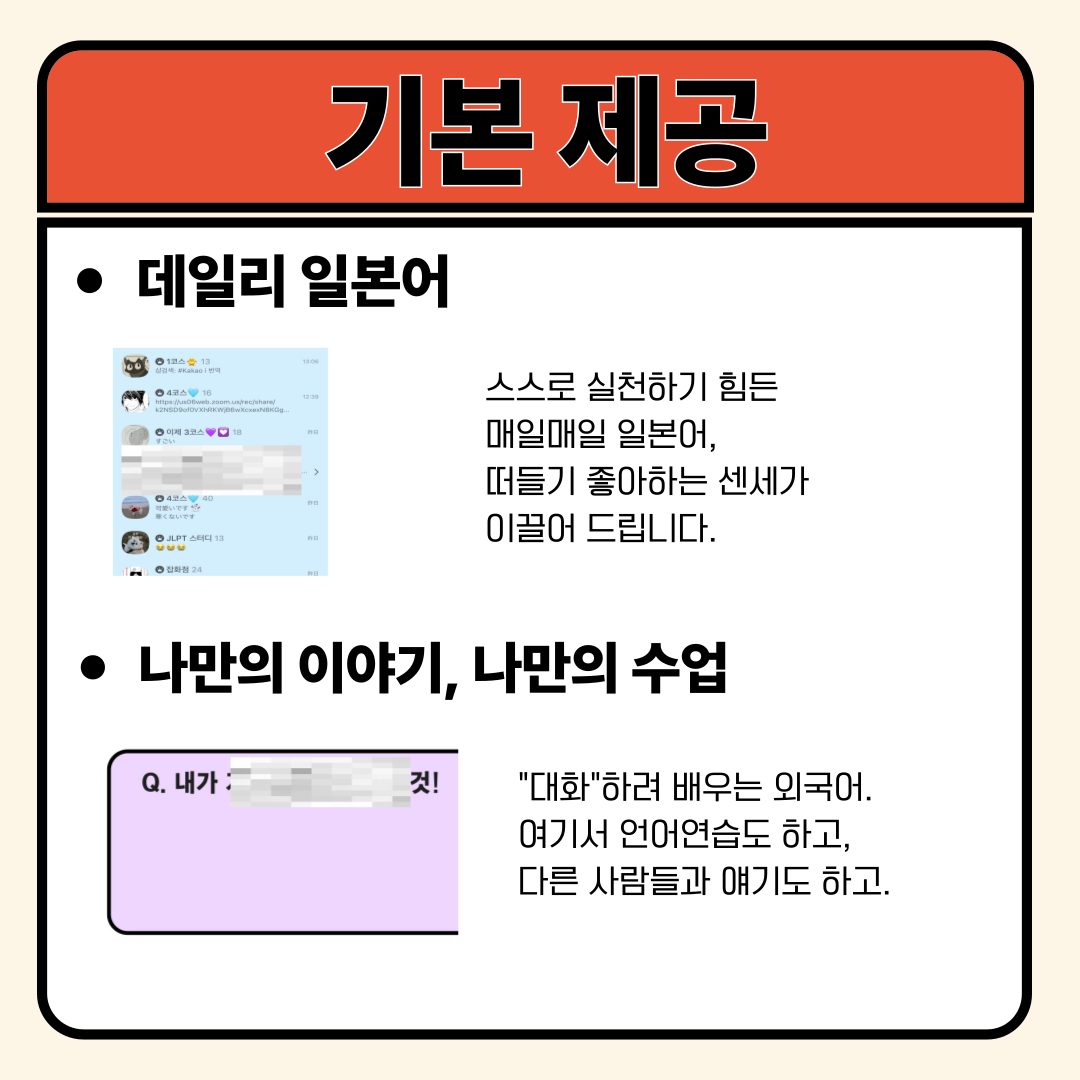 기본 제공
데일리 일본어
1코스 13
13:06
샵검색: #Kakao i 번역
4코스 16
12:39
https://us06web.zoom.us/rec/share/
이제 3코스 18
すごい
4코스 40
可愛いです
寒くないです
JLPT 스터디 13
잡화점 24
스스로 실천하기 힘든
매일매일 일본어,
떠들기 좋아하는 센세가
이끌어 드립니다.
나만의 이야기, 나만의 수업
Q. 내가 것!
"대화"하려 배우는 외국어.
여기서 언어연습도 하고,
다른 사람들과 얘기도 하고.